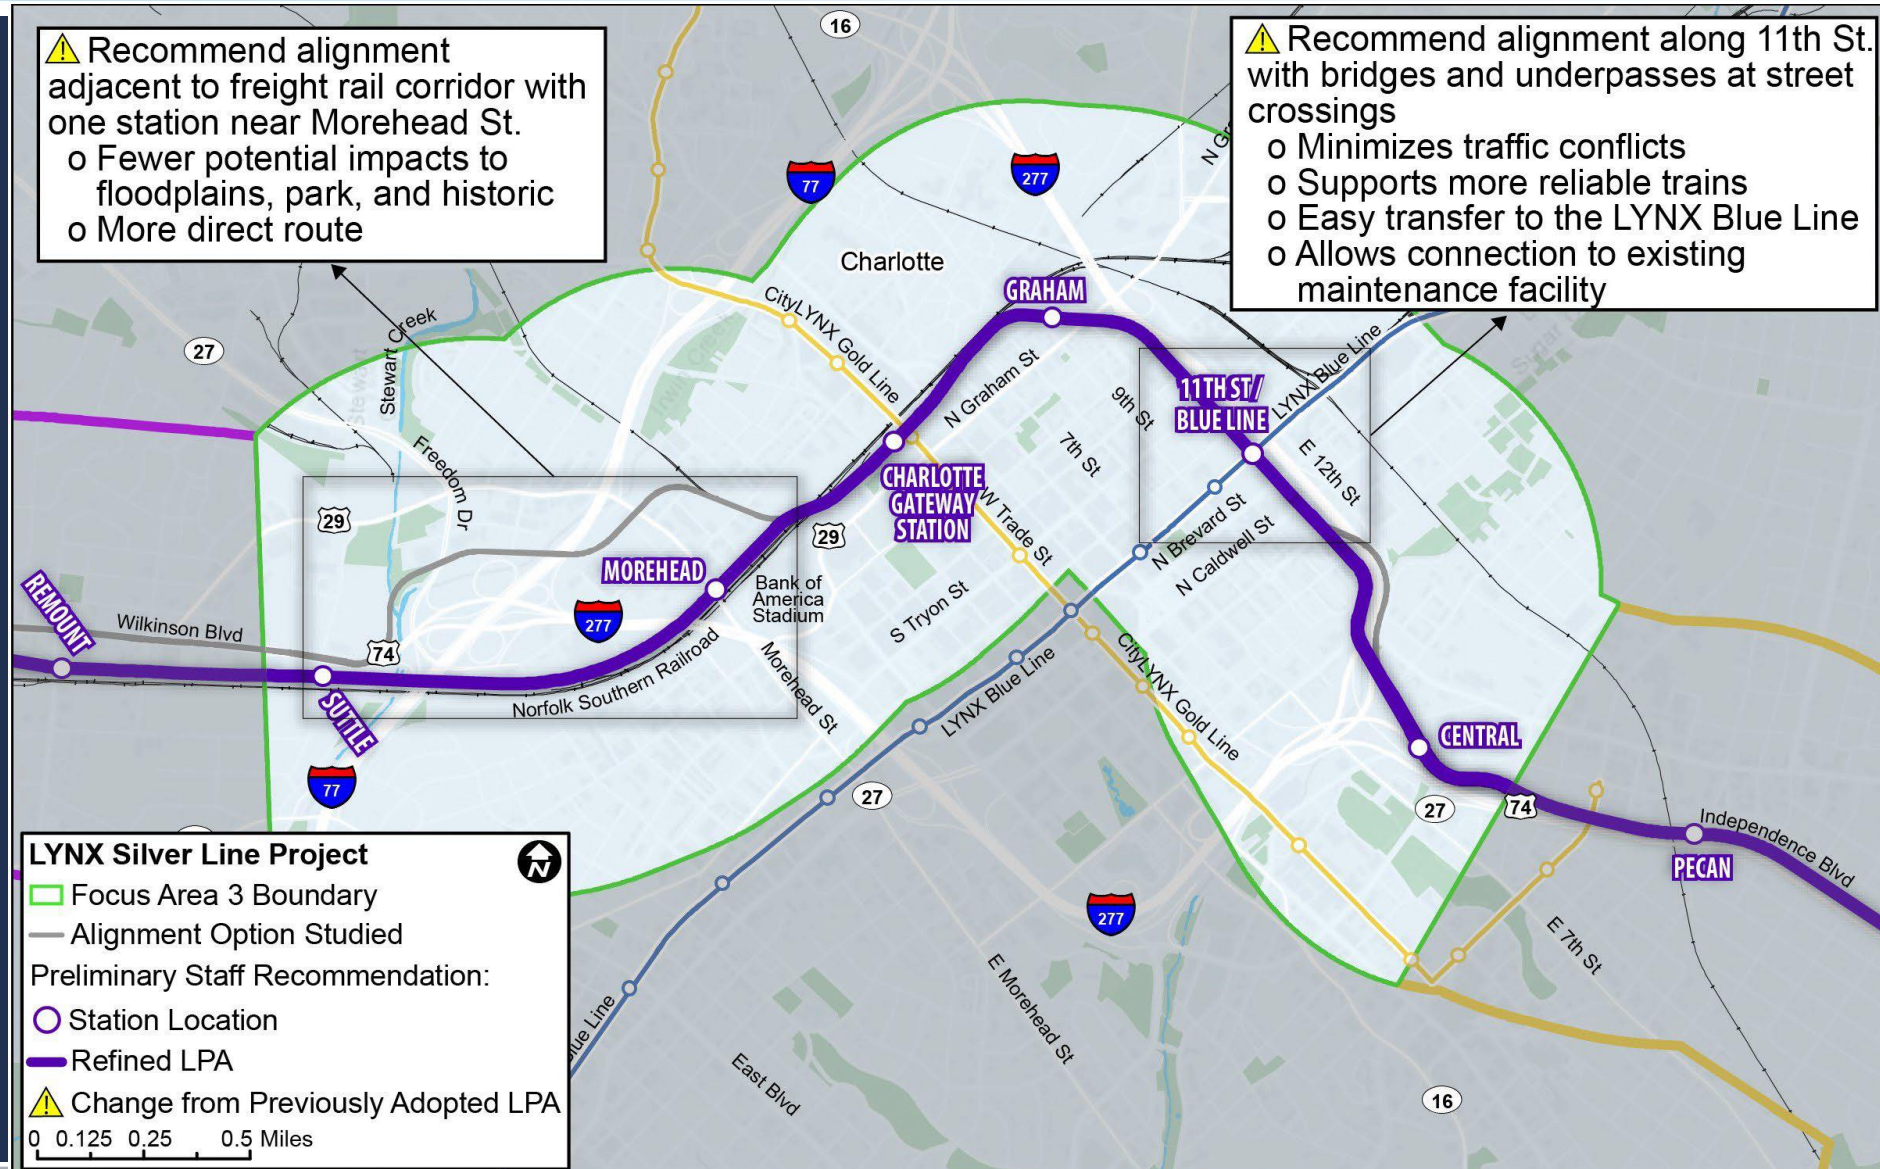 ⚠ Recommend alignment
adjacent to freight rail corridor with
one station near Morehead St.
o Fewer potential impacts to
floodplains, park, and historic
o More direct route
⚠ Recommend alignment along 11th St.
with bridges and underpasses at street
crossings
o Minimizes traffic conflicts
o Supports more reliable trains
o Easy transfer to the LYNX Blue Line
o Allows connection to existing
maintenance facility
16
77
277
N Gr
Charlotte
GRAHAM
CityLYNX Gold Line
Stewart Creek
Stewart
Irwin Creek
Sugar
27
N Graham St
9th St
7th St
11TH ST /
BLUE LINE
LYNX Blue Line
E 12th St
Freedom Dr
29
CHARLOTTE
GATEWAY
STATION
W Trade St
29
N Brevard St
N Caldwell St
MOREHEAD
Bank of
America
Stadium
S Tryon St
REMOUNT
Wilkinson Blvd
74
277
SUTTLE
Norfolk Southern Railroad
Morehead St
LYNX Blue Line
CityLYNX Gold Line
CENTRAL
77
27
27
74
Independence Blvd
PECAN
277
E 7th St
E Morehead St
East Blvd
16
Blue Line
LYNX Silver Line Project
N
Focus Area 3 Boundary
Alignment Option Studied
Preliminary Staff Recommendation:
Station Location
Refined LPA
⚠ Change from Previously Adopted LPA
0 0.125 0.25 0.5 Miles